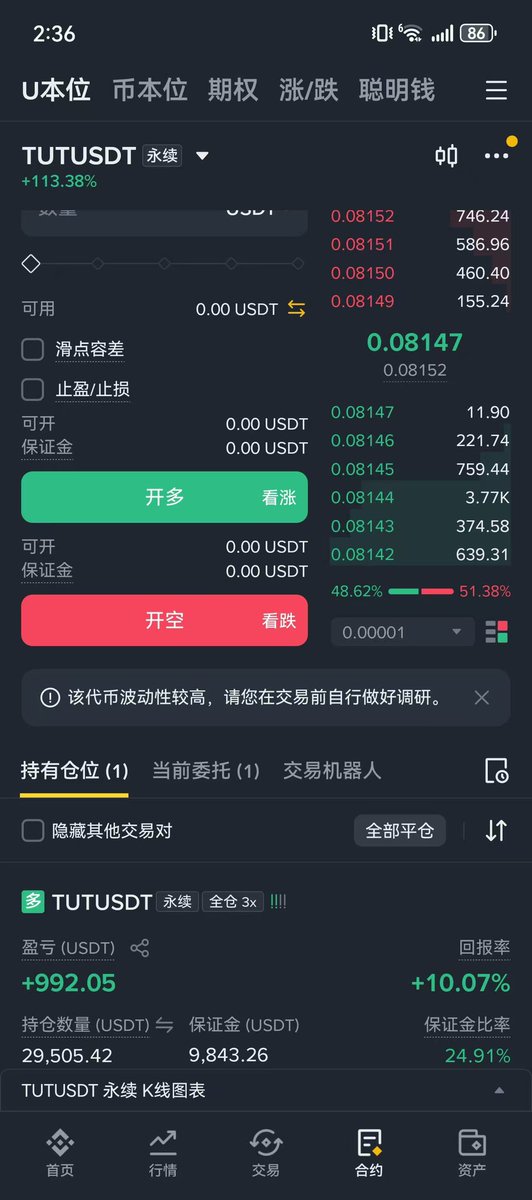 2:36
6
86
U本位 币本位 期权 涨/跌 聪明钱
TUTUSDT 永续
+113.38%
数量 USDT
可用 0.00 USDT
滑点容差
止盈/止损
可开 0.00 USDT
保证金 0.00 USDT
开多 看涨
可开 0.00 USDT
保证金 0.00 USDT
开空 看跌
0.08152 746.24
0.08151 586.96
0.08150 460.40
0.08149 155.24
0.08147
0.08152
0.08147 11.90
0.08146 221.74
0.08145 759.44
0.08144 3.77K
0.08143 374.58
0.08142 639.31
48.62% 51.38%
0.00001
该代币波动性较高，请您在交易前自行做好调研。
持有仓位 (1) 当前委托 (1) 交易机器人
隐藏其他交易对 全部平仓
多 TUTUSDT 永续 全仓 3x !!!!
盈亏 (USDT) 回报率
+992.05 +10.07%
持仓数量 (USDT) 保证金 (USDT) 保证金比率
29,505.42 9,843.26 24.91%
TUTUSDT 永续 K线图表
首页 行情 交易 合约 资产